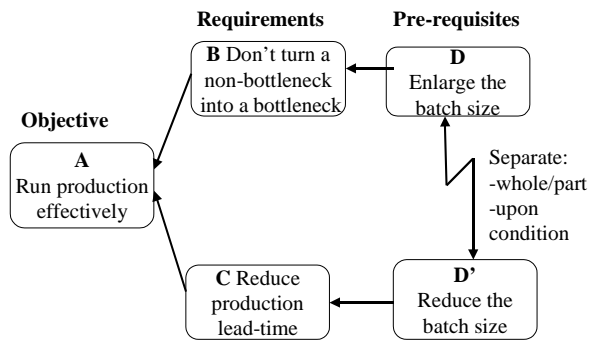 Requirements
Pre-requisites
B Don’t turn a
non-bottleneck
into a bottleneck
D
Enlarge the
batch size
Objective
A
Run production
effectively
Separate:
-whole/part
-upon
condition
C Reduce
production
lead-time
D’
Reduce the
batch size